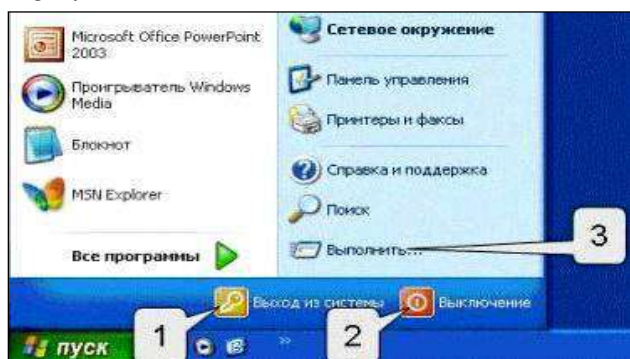 Microsoft Office PowerPoint
2003
Проигрыватель Windows
Media
Блокнот
MSN Explorer
Все программы
Сетевое окружение
Панель управления
Принтеры и факсы
Справка и поддержка
Поиск
Выполнить...
3
Выход из системы
Выключение
1
2
пуск
»